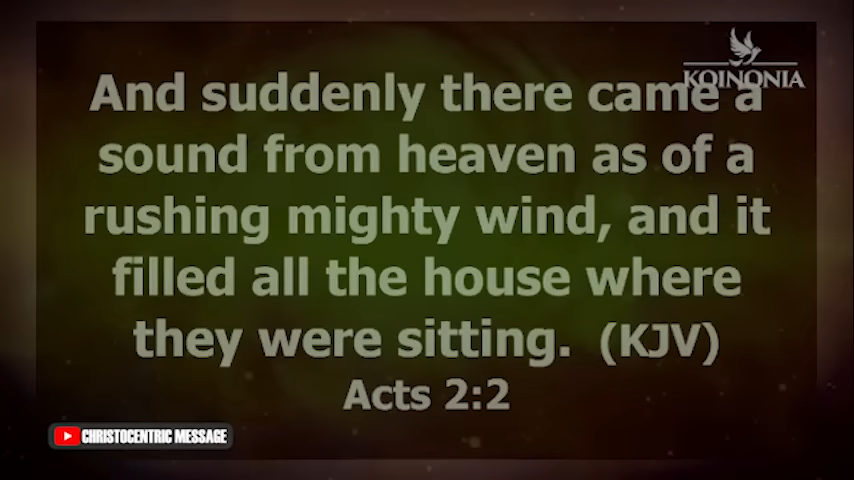 KOINONIA
And suddenly there came a
sound from heaven as of a
rushing mighty wind, and it
filled all the house where
they were sitting. (KJV)
Acts 2:2
CHRISTOCENTRIC MESSAGE